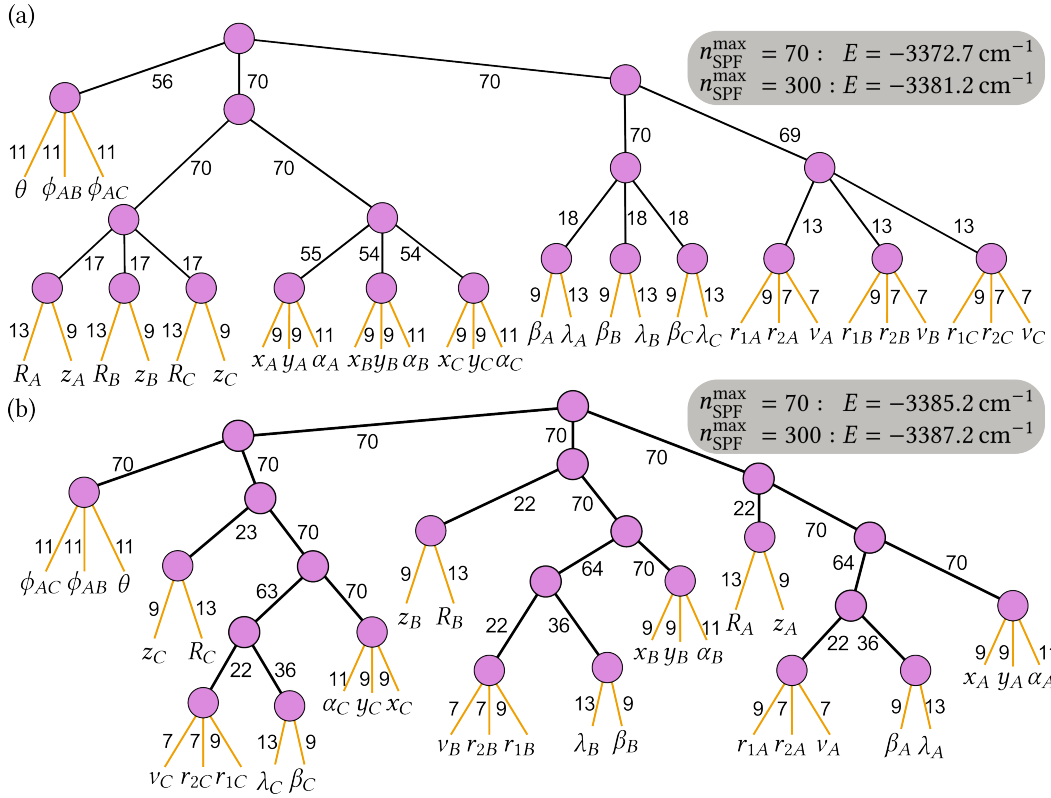 (a)
n_SPF^max = 70 : E = −3372.7 cm⁻¹
n_SPF^max = 300 : E = −3381.2 cm⁻¹
56 70 70
70 69
11 11 11 70 70
θ ϕ_AB ϕ_AC
18 18 18 13 13 13
17 17 17 55 54 54
9 13 9 13 9 13 9 7 7 9 7 7 9 7 7
β_A λ_A β_B λ_B β_C λ_C r_1A r_2A ν_A r_1B r_2B ν_B r_1C r_2C ν_C
13 9 13 9 13 9 9 9 11 9 9 11 9 9 11
x_A y_A α_A x_B y_B α_B x_C y_C α_C
R_A z_A R_B z_B R_C z_C
(b)
n_SPF^max = 70 : E = −3385.2 cm⁻¹
n_SPF^max = 300 : E = −3387.2 cm⁻¹
70 70 70
70 70 22 70 22 70
23 70 64 70
11 11 11 9 13 64 70 13 9
ϕ_AC ϕ_AB θ z_B R_B R_A z_A
9 13 63 70 22 36 9 9 11 22 36 9 9 11
z_C R_C x_B y_B α_B x_A y_A α_A
22 36 11 9 9
α_C y_C x_C
7 7 9 13 9 9 7 7 9 13
ν_B r_2B r_1B λ_B β_B r_1A r_2A ν_A β_A λ_A
7 7 9 13 9
ν_C r_2C r_1C λ_C β_C